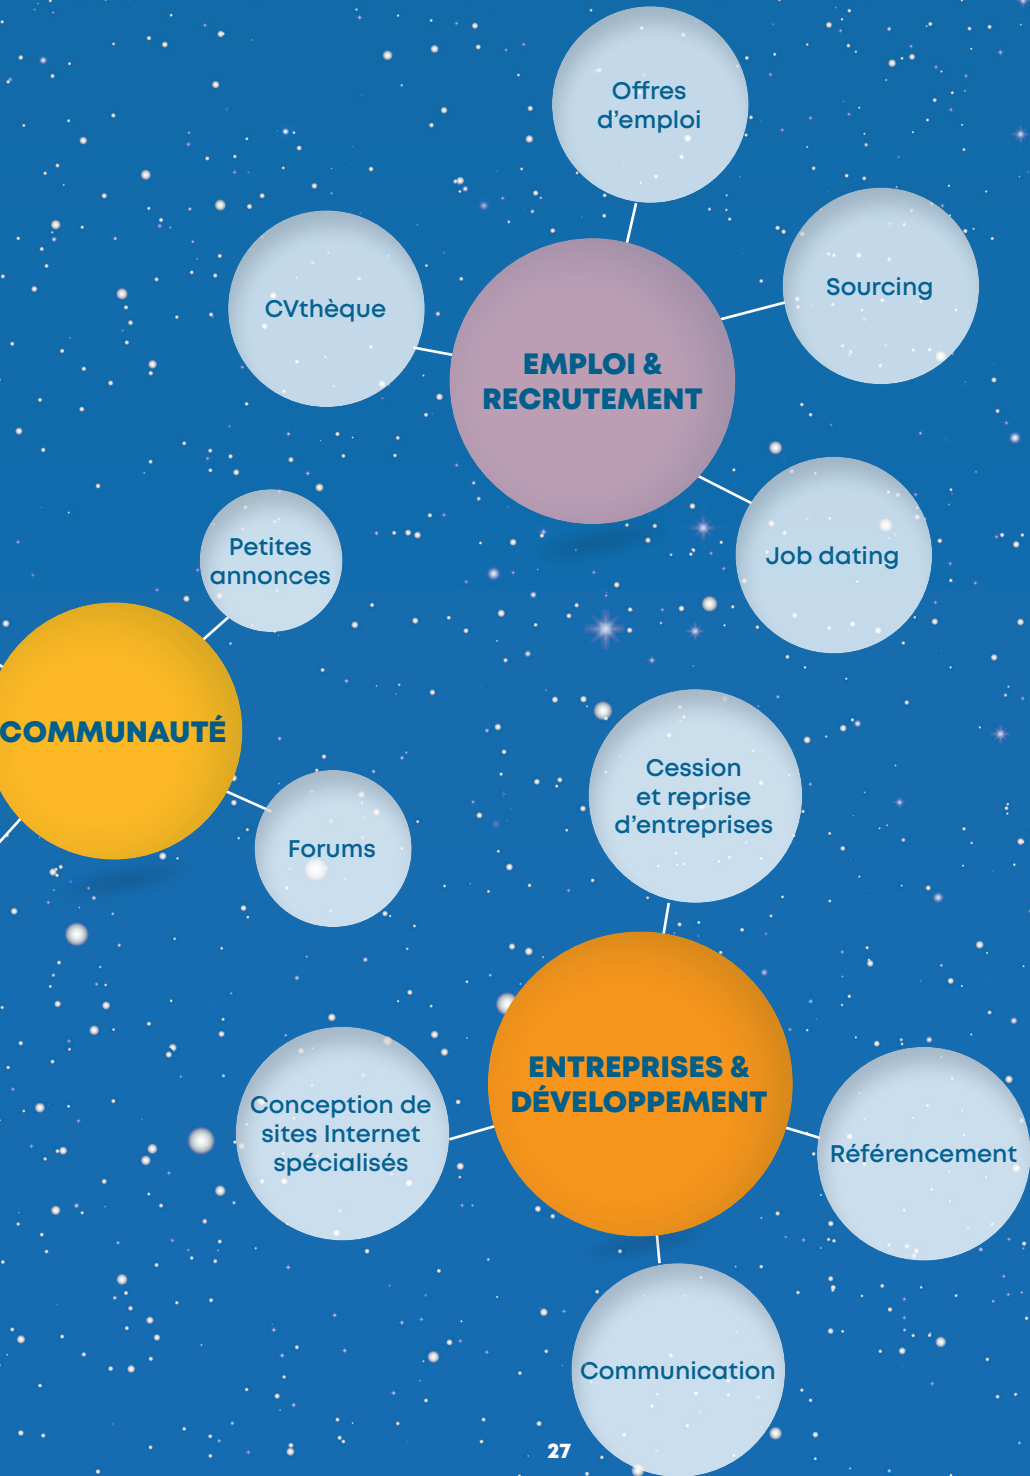 Offres
d’emploi
Sourcing
CVthèque
EMPLOI &
RECRUTEMENT
Job dating
Petites
annonces
COMMUNAUTÉ
Forums
Cession
et reprise
d’entreprises
ENTREPRISES &
DÉVELOPPEMENT
Conception de
sites Internet
spécialisés
Référencement
Communication
27